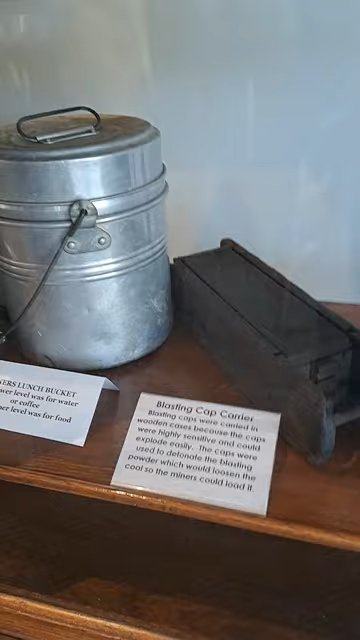 ERS LUNCH BUCKET
wer level was for water
or coffee
er level was for food
Blasting Cap Carrier
Blasting caps were carried in
wooden cases because the caps
were highly sensitive and could
explode easily. The caps were
used to detonate the blasting
powder which would loosen the
coal so the miners could load it.